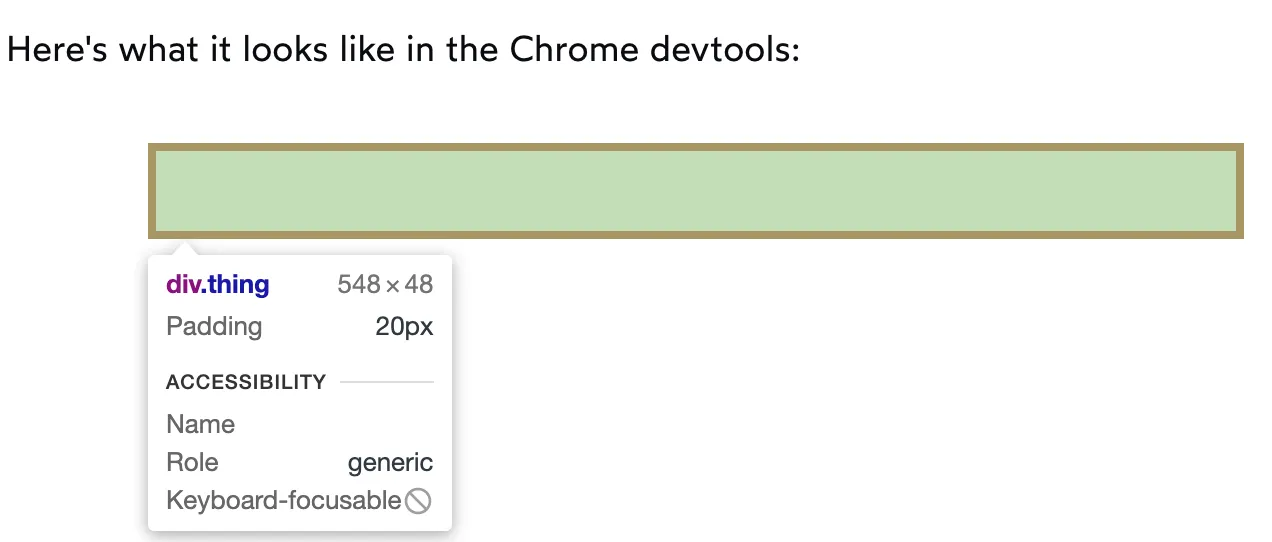 Here's what it looks like in the Chrome devtools:
div.thing 548 × 48
Padding 20px
ACCESSIBILITY
Name
Role generic
Keyboard-focusable